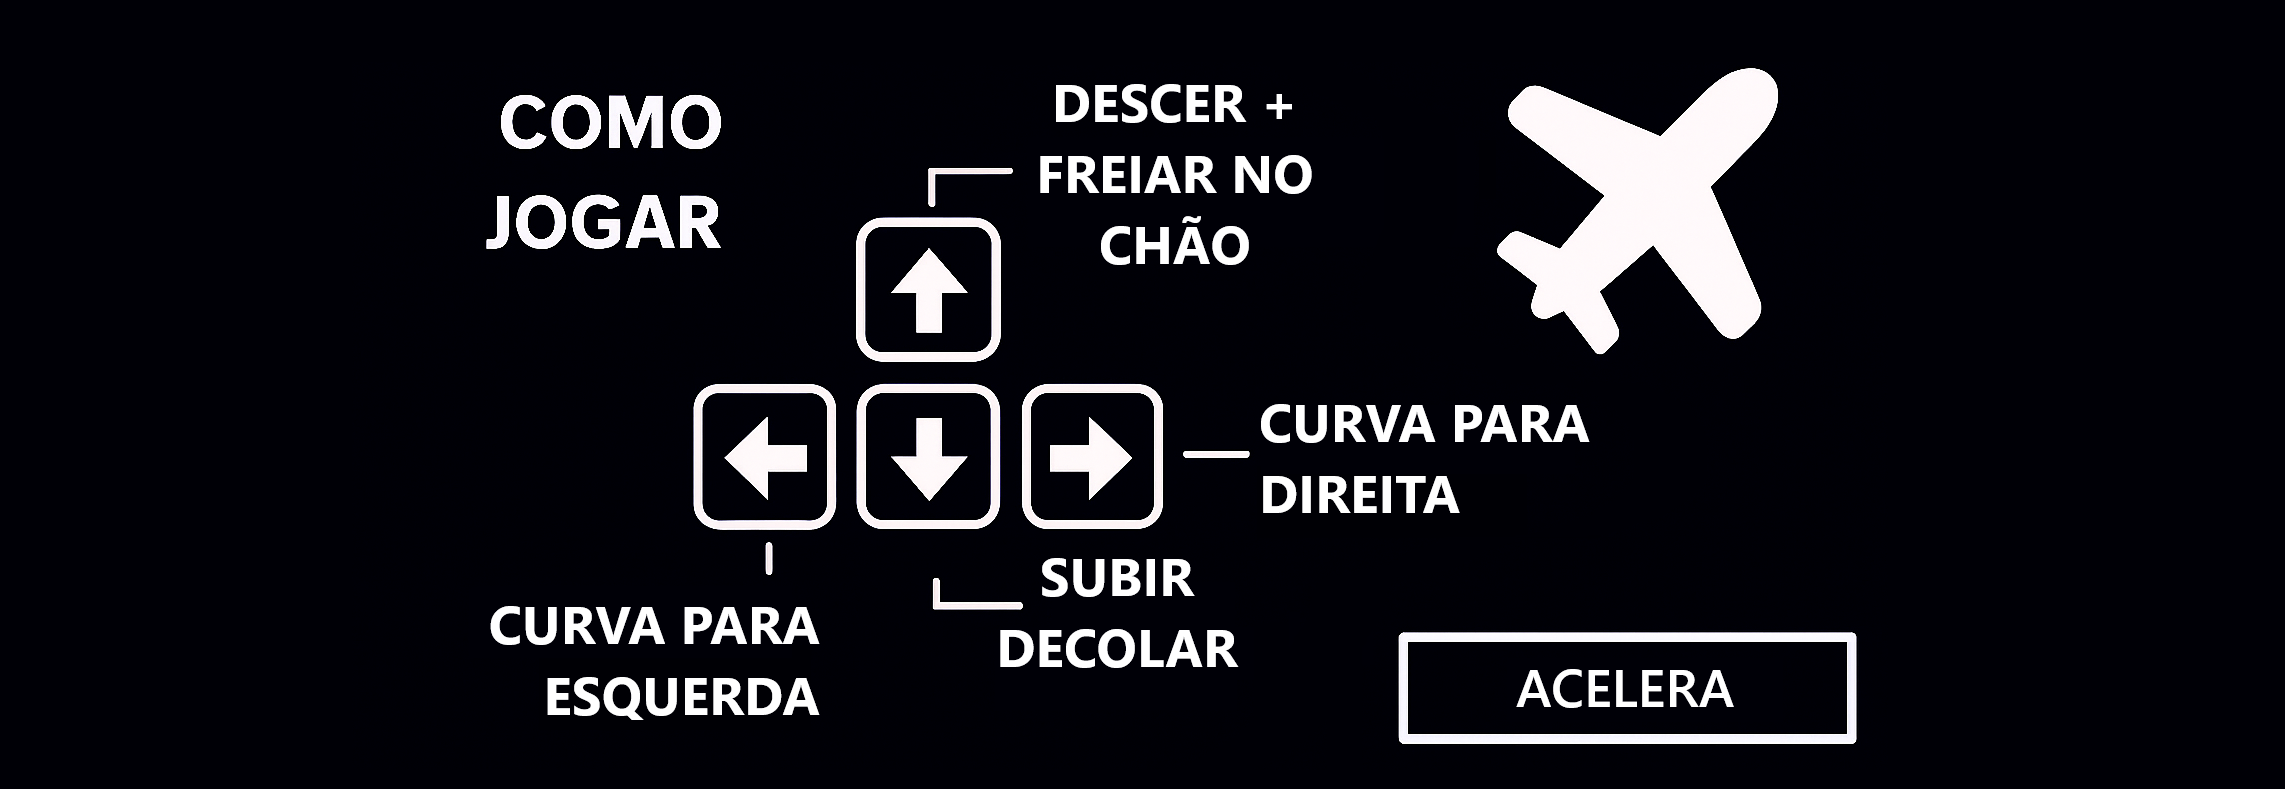 COMO
JOGAR
DESCER +
FREIAR NO
CHÃO
CURVA PARA
DIREITA
SUBIR
DECOLAR
CURVA PARA
ESQUERDA
ACELERA